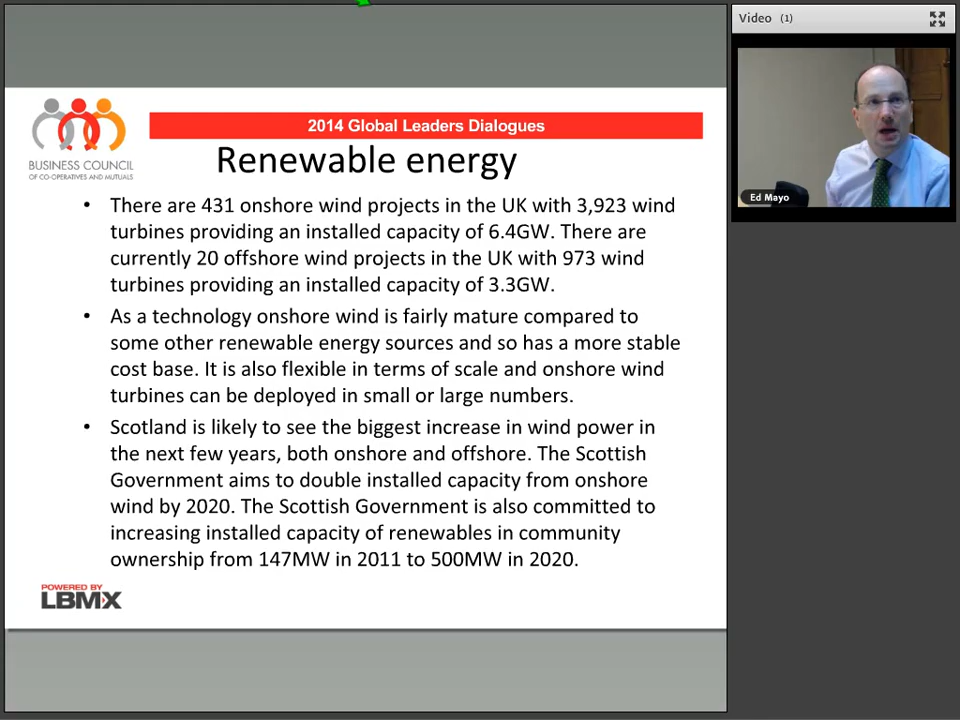 Video (1)
Ed Mayo
BUSINESS COUNCIL
OF CO-OPERATIVES AND MUTUALS
2014 Global Leaders Dialogues
Renewable energy
• There are 431 onshore wind projects in the UK with 3,923 wind
turbines providing an installed capacity of 6.4GW. There are
currently 20 offshore wind projects in the UK with 973 wind
turbines providing an installed capacity of 3.3GW.
• As a technology onshore wind is fairly mature compared to
some other renewable energy sources and so has a more stable
cost base. It is also flexible in terms of scale and onshore wind
turbines can be deployed in small or large numbers.
• Scotland is likely to see the biggest increase in wind power in
the next few years, both onshore and offshore. The Scottish
Government aims to double installed capacity from onshore
wind by 2020. The Scottish Government is also committed to
increasing installed capacity of renewables in community
ownership from 147MW in 2011 to 500MW in 2020.
POWERED BY
LBMX